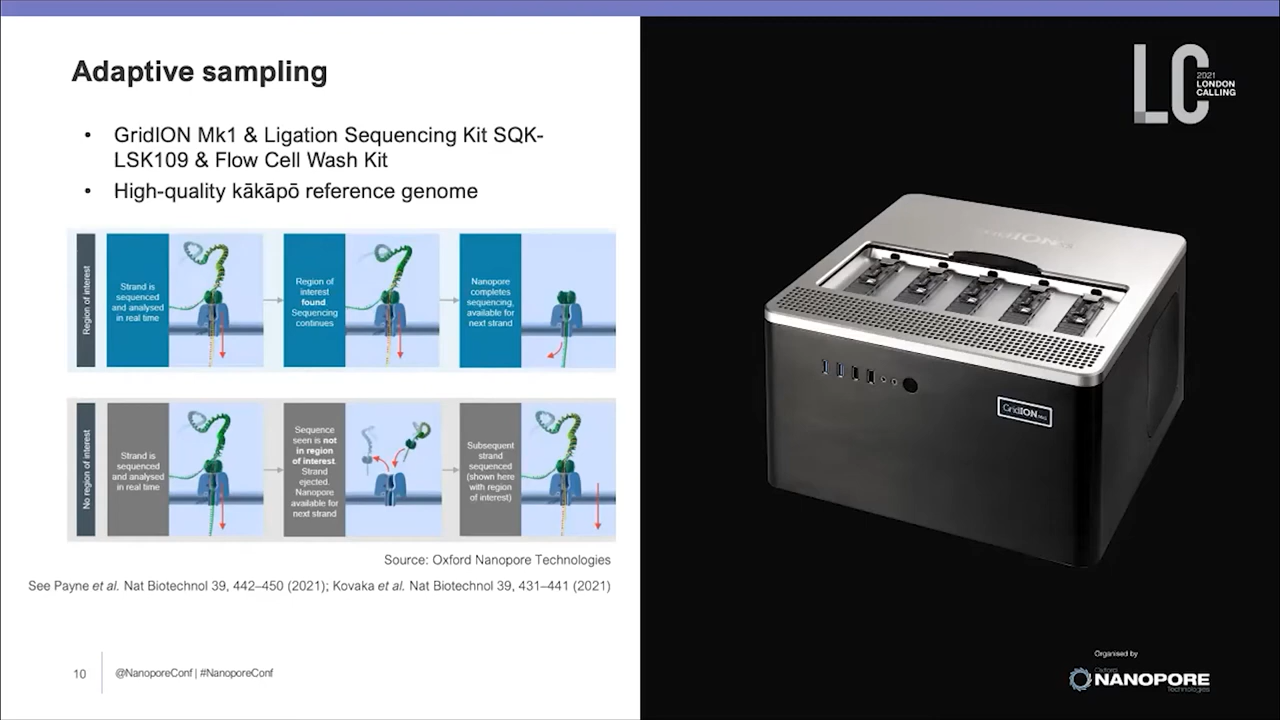 Adaptive sampling
• GridION Mk1 & Ligation Sequencing Kit SQK-
LSK109 & Flow Cell Wash Kit
• High-quality kākāpō reference genome
Region of interest
Strand is
sequenced
and analysed
in real time
Region of
interest
found.
Sequencing
continues
Nanopore
completes
sequencing,
available for
next strand
No region of interest
Strand is
sequenced
and analysed
in real time
Sequence
seen is not
in region
of interest.
Strand
ejected.
Nanopore
available for
next strand
Subsequent
strand
sequenced
(shown here
with region
of interest)
Source: Oxford Nanopore Technologies
See Payne et al. Nat Biotechnol 39, 442–450 (2021); Kovaka et al. Nat Biotechnol 39, 431–441 (2021)
10
@NanoporeConf | #NanoporeConf
LC
2021
LONDON
CALLING
GridION
GridION Mk1
Organised by
Oxford
NANOPORE
Technologies